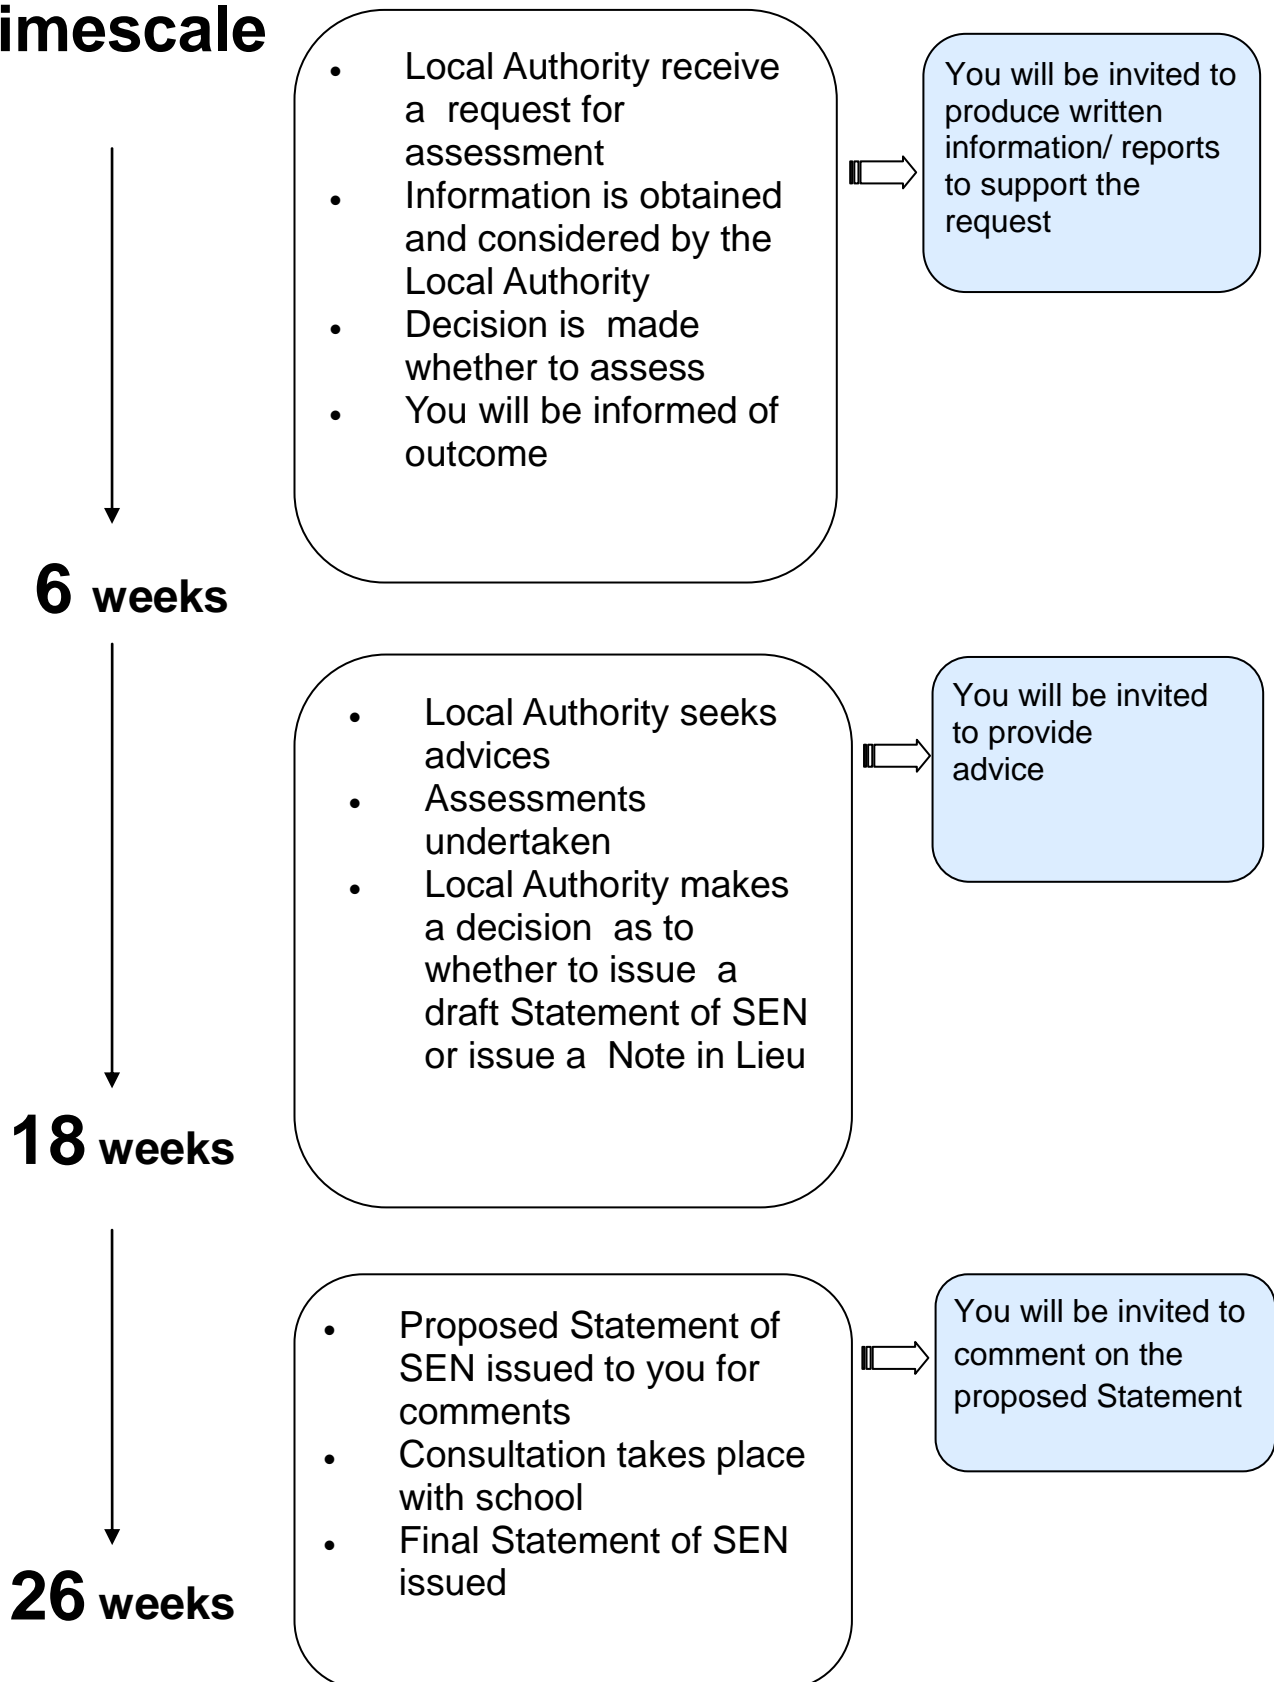 imescale
• Local Authority receive
a request for
assessment
• Information is obtained
and considered by the
Local Authority
• Decision is made
whether to assess
• You will be informed of
outcome
You will be invited to
produce written
information/ reports
to support the
request
6 weeks
• Local Authority seeks
advices
• Assessments
undertaken
• Local Authority makes
a decision as to
whether to issue a
draft Statement of SEN
or issue a Note in Lieu
You will be invited
to provide
advice
18 weeks
• Proposed Statement of
SEN issued to you for
comments
• Consultation takes place
with school
• Final Statement of SEN
issued
You will be invited to
comment on the
proposed Statement
26 weeks